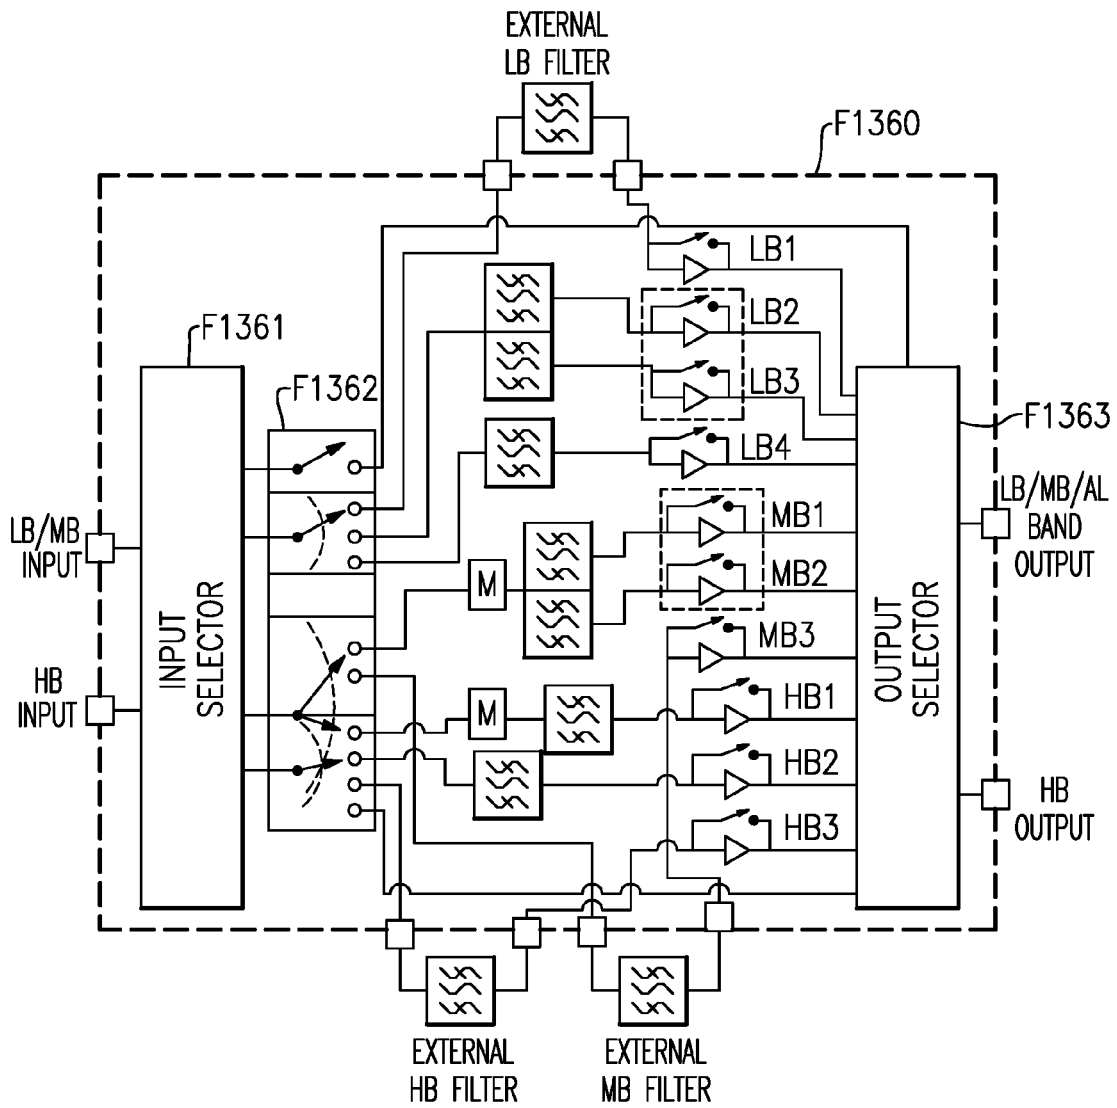 EXTERNAL
LB FILTER
F1360
LB1
LB2
LB3
LB4
F1361
F1362
F1363
LB/MB
INPUT
HB
INPUT
INPUT
SELECTOR
M
M
MB1
MB2
MB3
HB1
HB2
HB3
OUTPUT
SELECTOR
LB/MB/AL
BAND
OUTPUT
HB
OUTPUT
EXTERNAL
HB FILTER
EXTERNAL
MB FILTER